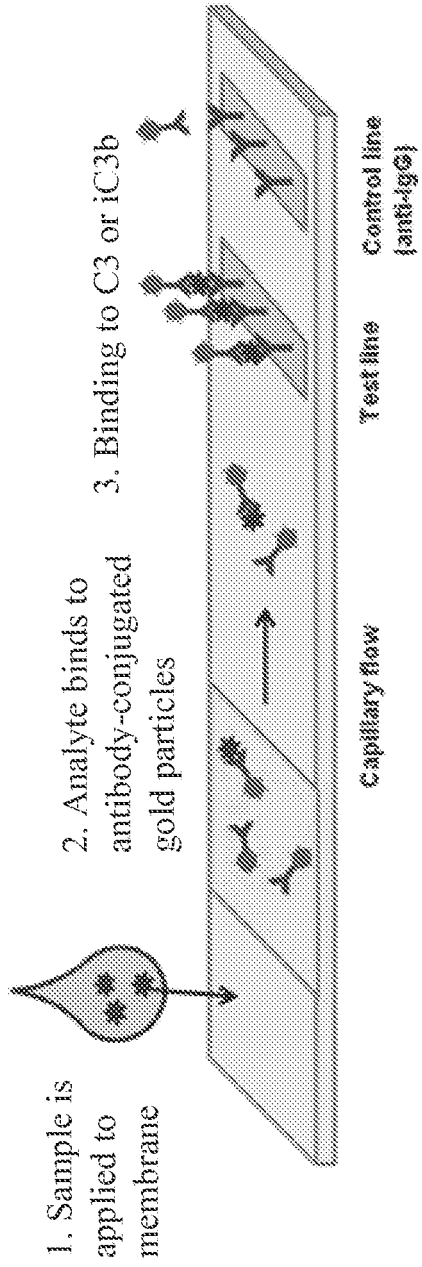 1. Sample is
applied to
membrane
2. Analyte binds to
antibody-conjugated
gold particles
3. Binding to C3 or iC3b
Capillary flow
Test line
Control line
(anti-IgG)